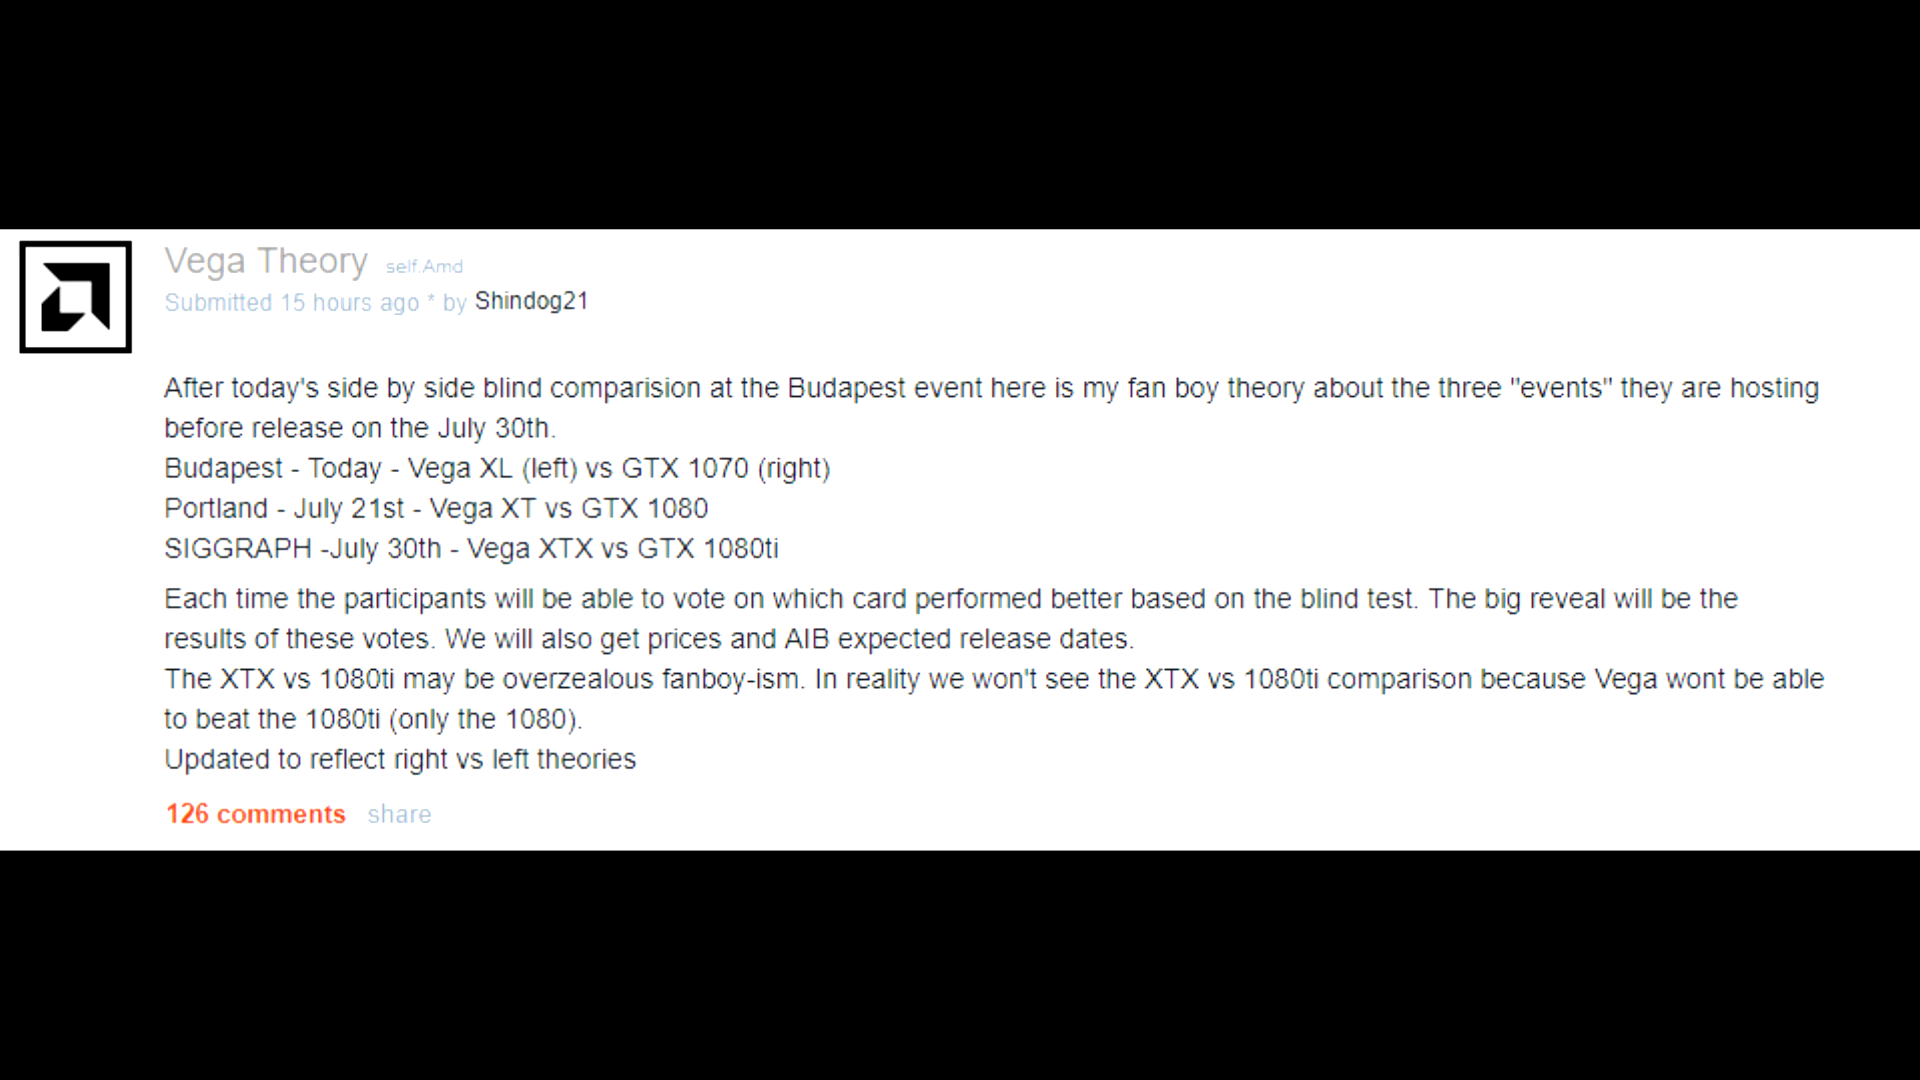 Vega Theory self.Amd
Submitted 15 hours ago * by Shindog21
After today's side by side blind comparision at the Budapest event here is my fan boy theory about the three "events" they are hosting
before release on the July 30th.
Budapest - Today - Vega XL (left) vs GTX 1070 (right)
Portland - July 21st - Vega XT vs GTX 1080
SIGGRAPH -July 30th - Vega XTX vs GTX 1080ti
Each time the participants will be able to vote on which card performed better based on the blind test. The big reveal will be the
results of these votes. We will also get prices and AIB expected release dates.
The XTX vs 1080ti may be overzealous fanboy-ism. In reality we won't see the XTX vs 1080ti comparison because Vega wont be able
to beat the 1080ti (only the 1080).
Updated to reflect right vs left theories
126 comments share